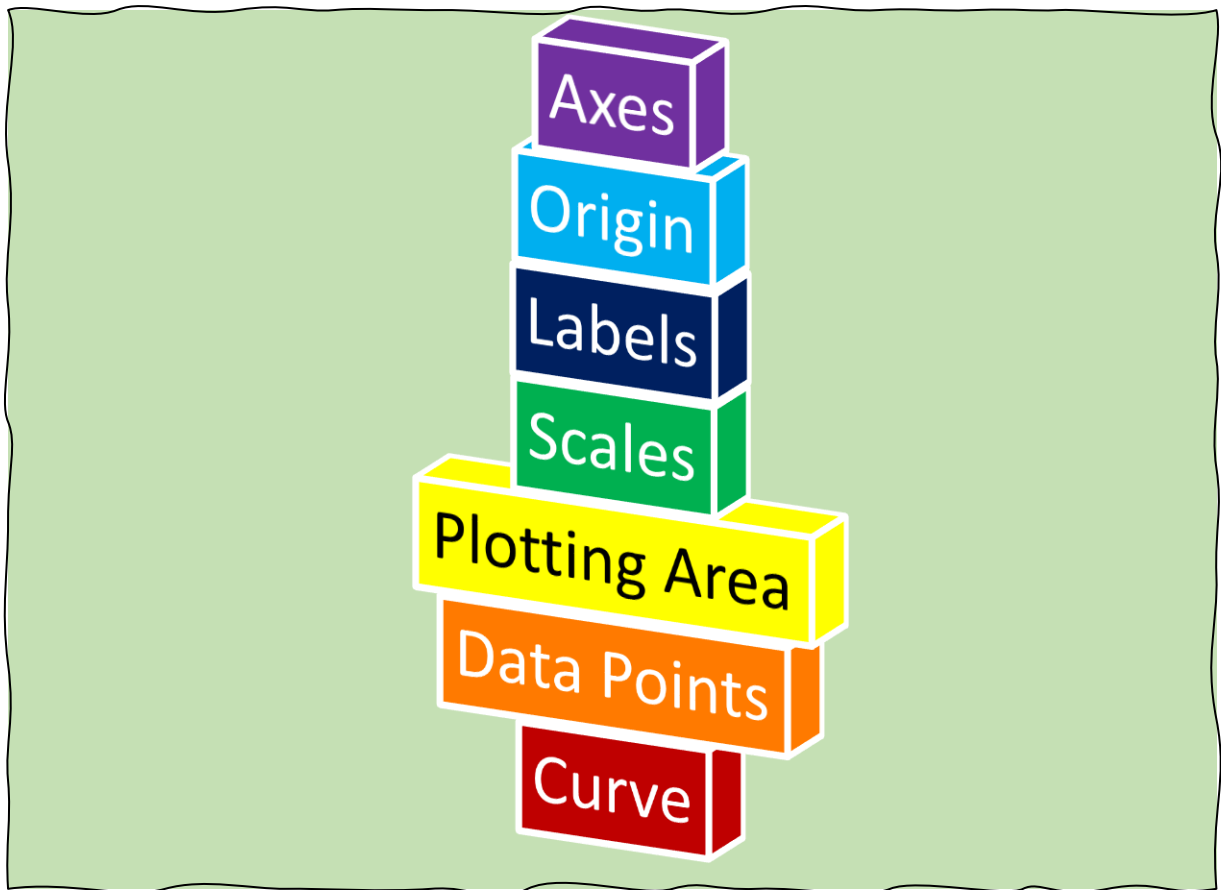 Axes
Origin
Labels
Scales
Plotting Area
Data Points
Curve